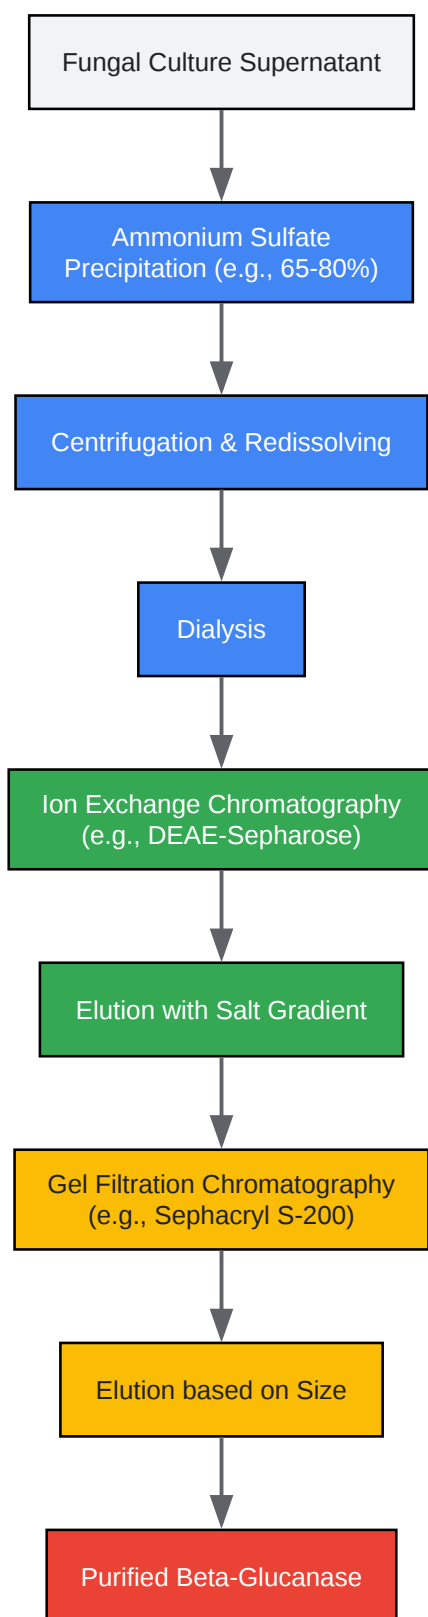 Fungal Culture Supernatant
Ammonium Sulfate
Precipitation (e.g., 65-80%)
Centrifugation & Redissolving
Dialysis
Ion Exchange Chromatography
(e.g., DEAE-Sepharose)
Elution with Salt Gradient
Gel Filtration Chromatography
(e.g., Sephacryl S-200)
Elution based on Size
Purified Beta-Glucanase